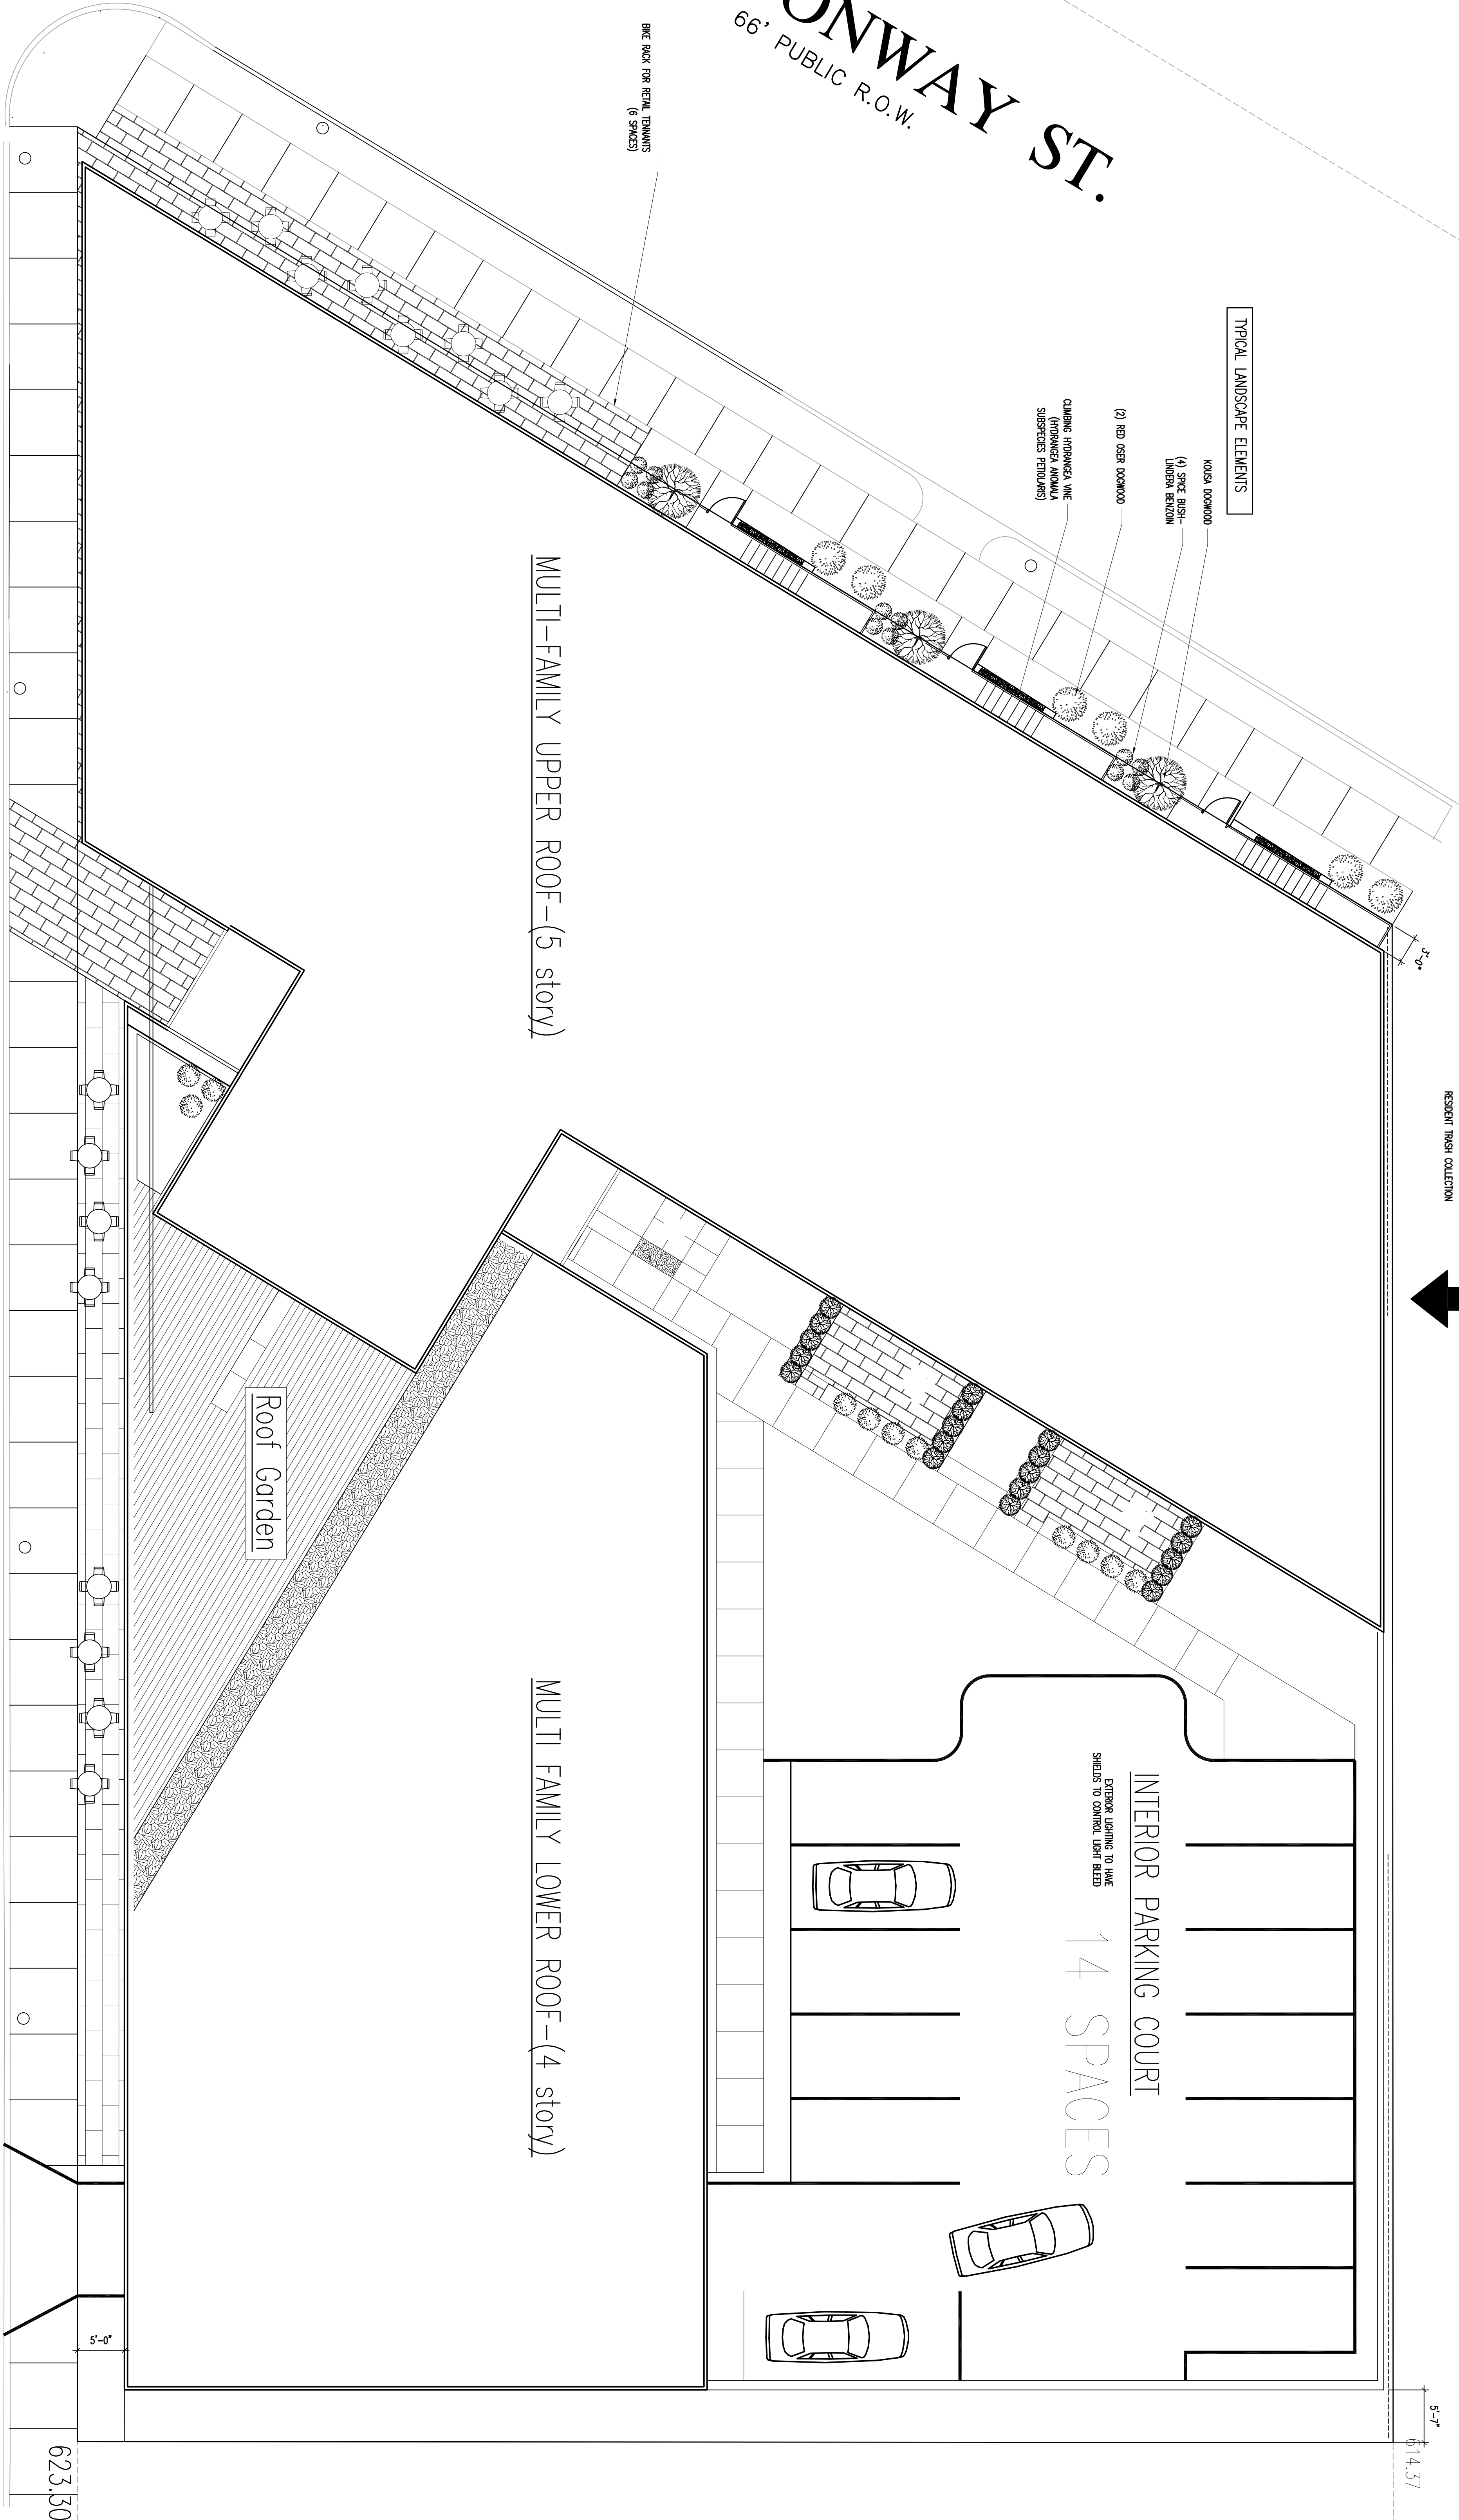 ONWAY ST.
66' PUBLIC R.O.W.
BIKE RACK FOR RETAIL TENNANTS
(6 SPACES)
TYPICAL LANDSCAPE ELEMENTS
KOUSA DOGWOOD
(4) SPICE BUSH-
LINDERA BENZOIN
(2) RED OSER DOGWOOD
CLIMBING HYDRANGEA VINE
(HYDRANGEA ANOMALA
SUBSPECIES PETIOLARIS)
3'-0"
RESIDENT TRASH COLLECTION
MULTI-FAMILY UPPER ROOF-(5 story)
Roof Garden
MULTI FAMILY LOWER ROOF-(4 story)
INTERIOR PARKING COURT
EXTERIOR LIGHTING TO HAVE
SHIELDS TO CONTROL LIGHT BLEED
14 SPACES
5'-0"
5'-7"
614.37
623.30